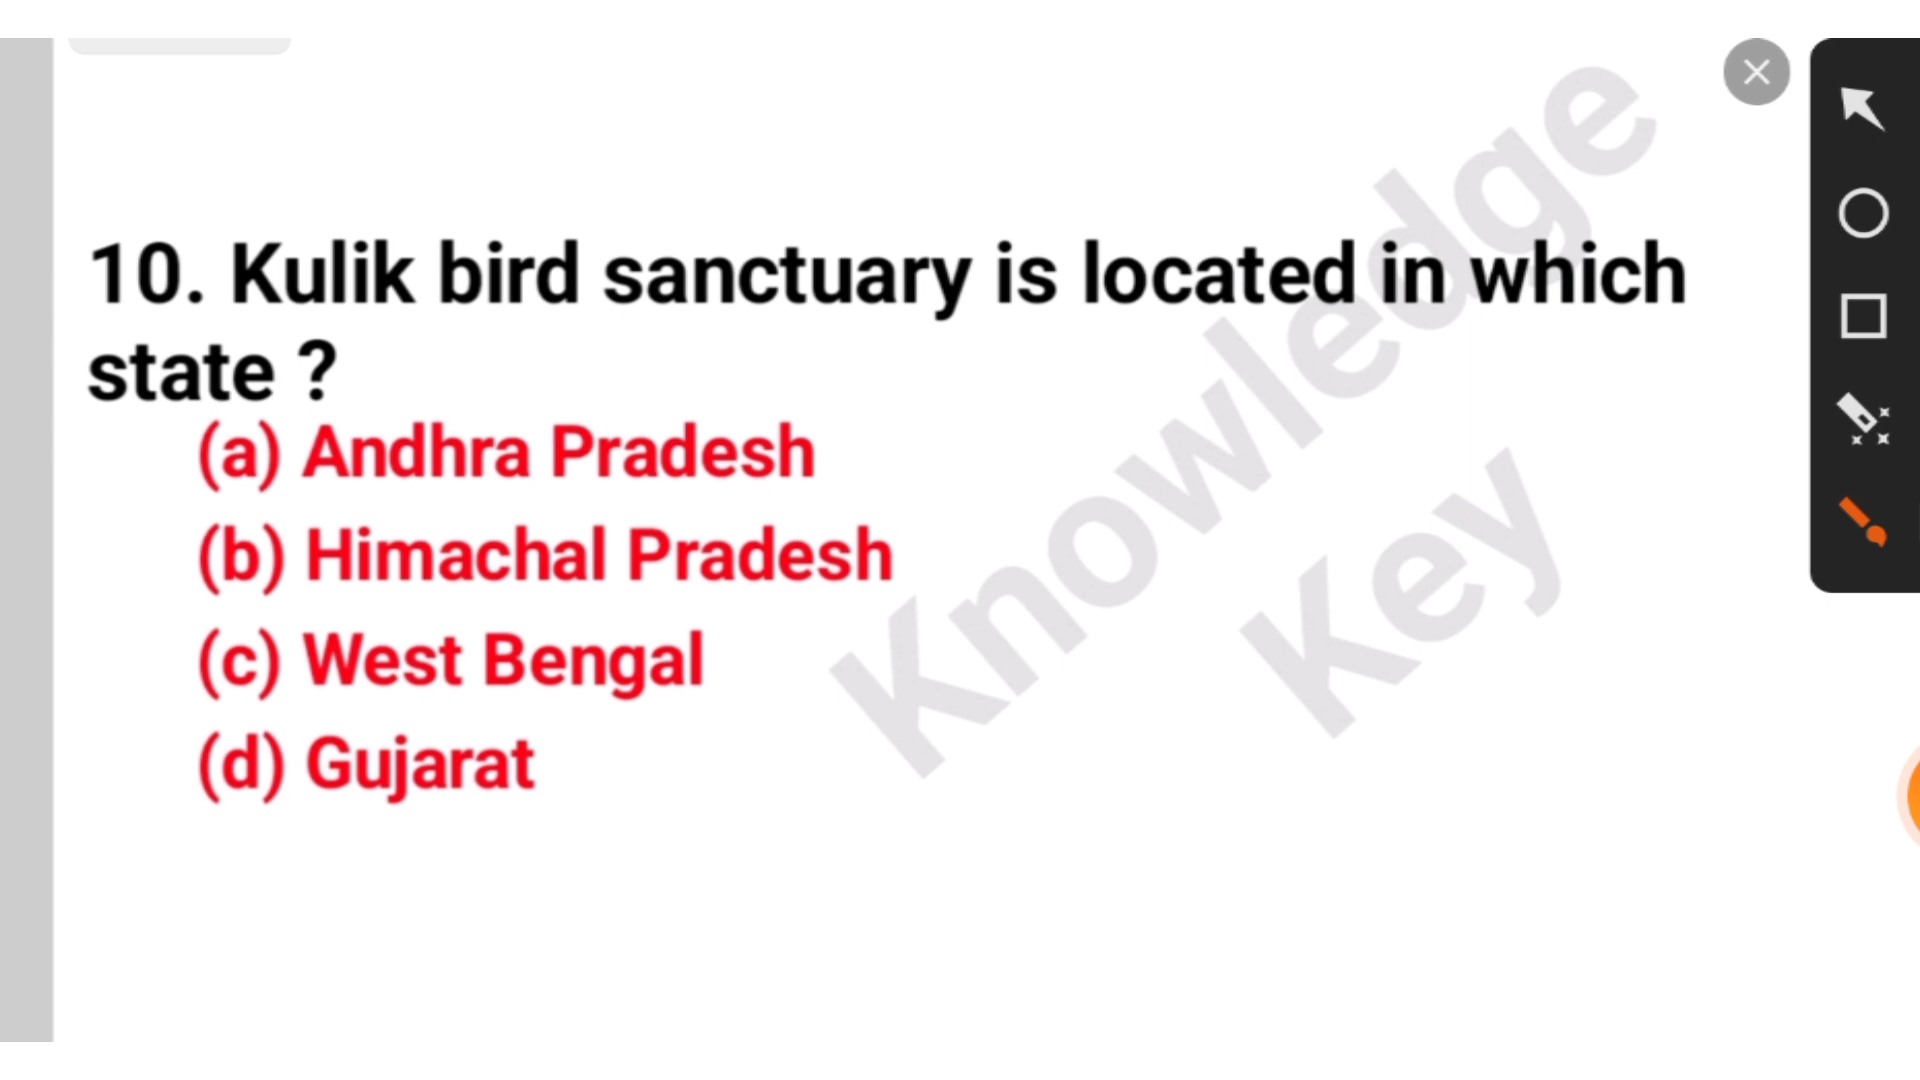 10. Kulik bird sanctuary is located in which
state ?
(a) Andhra Pradesh
(b) Himachal Pradesh
(c) West Bengal
(d) Gujarat
Knowledge
Key